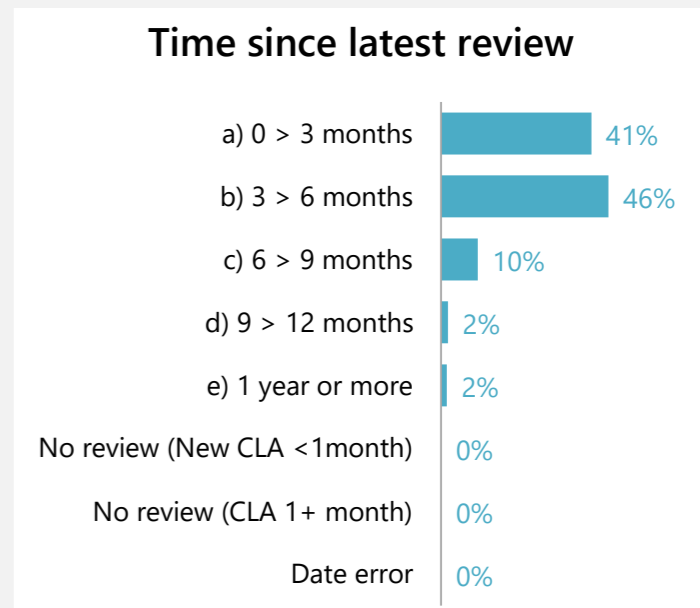 Time since latest review
a) 0 > 3 months 41%
b) 3 > 6 months 46%
c) 6 > 9 months 10%
d) 9 > 12 months 2%
e) 1 year or more 2%
No review (New CLA <1month) 0%
No review (CLA 1+ month) 0%
Date error 0%